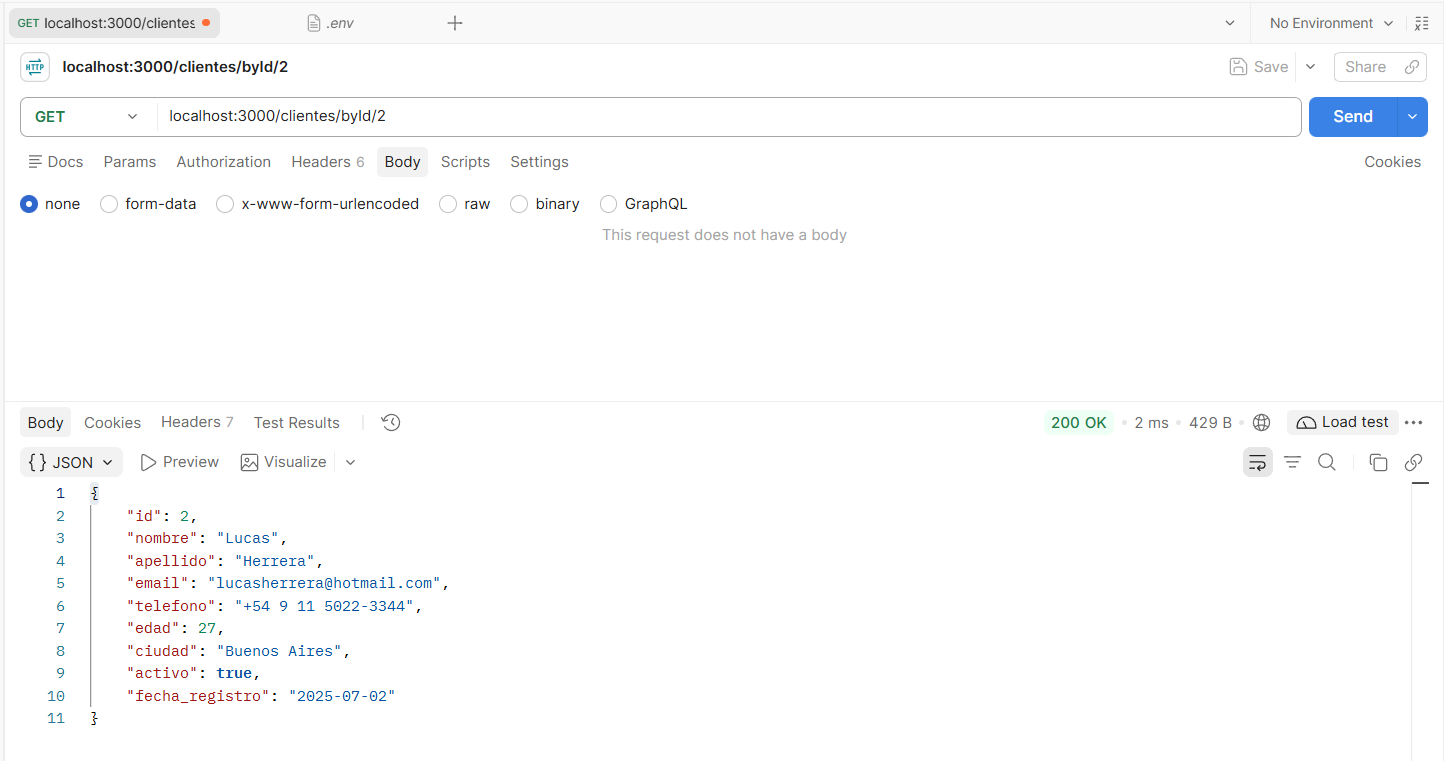 GET localhost:3000/clientes .env No Environment
HTTP localhost:3000/clientes/byId/2 Save Share
GET localhost:3000/clientes/byId/2 Send
Docs Params Authorization Headers 6 Body Scripts Settings Cookies
none form-data x-www-form-urlencoded raw binary GraphQL
This request does not have a body
Body Cookies Headers 7 Test Results 200 OK • 2 ms • 429 B • Load test
{} JSON Preview Visualize
1 {
2 "id": 2,
3 "nombre": "Lucas",
4 "apellido": "Herrera",
5 "email": "lucasherrera@hotmail.com",
6 "telefono": "+54 9 11 5022-3344",
7 "edad": 27,
8 "ciudad": "Buenos Aires",
9 "activo": true,
10 "fecha_registro": "2025-07-02"
11 }